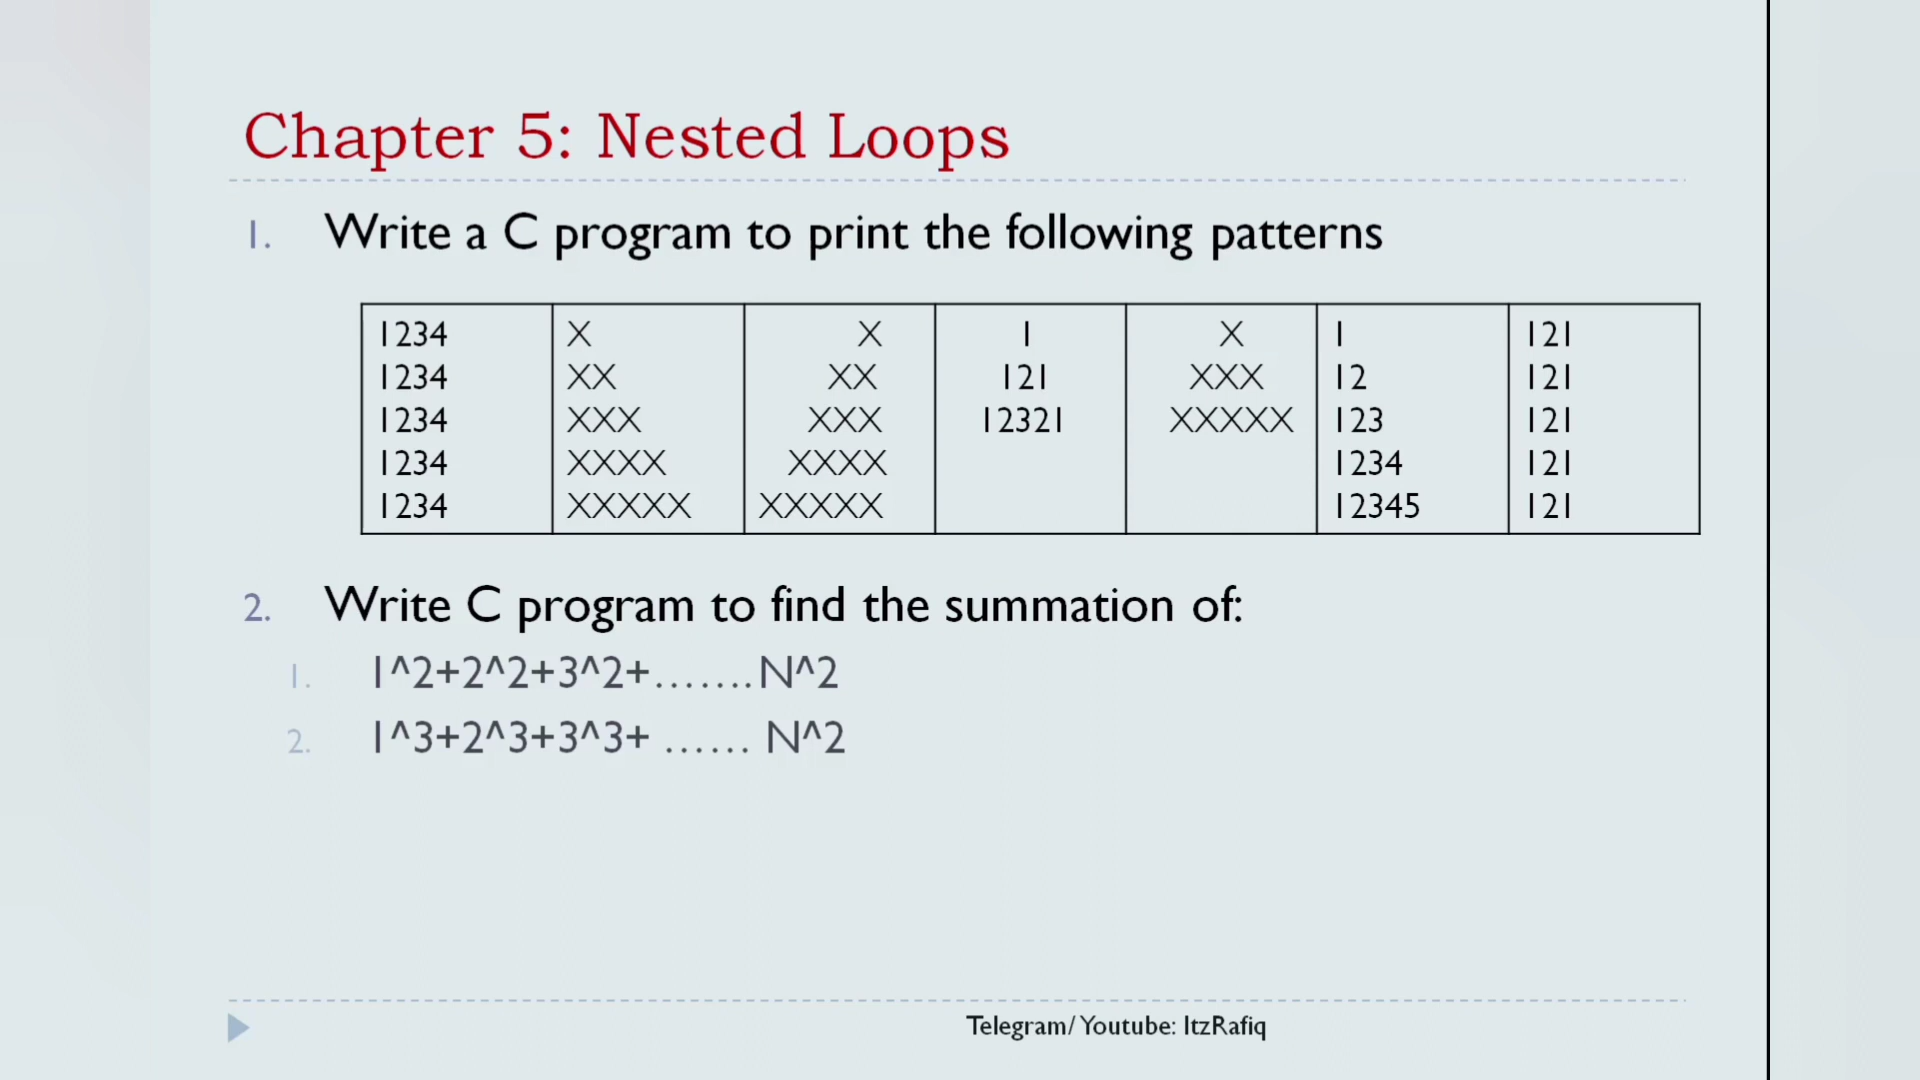 Chapter 5: Nested Loops
1. Write a C program to print the following patterns
1234 X X 1 X 1 121
1234 XX XX 121 XXX 12 121
1234 XXX XXX 12321 XXXXX 123 121
1234 XXXX XXXX 1234 121
1234 XXXXX XXXXX 12345 121
2. Write C program to find the summation of:
1. 1^2+2^2+3^2+.......N^2
2. 1^3+2^3+3^3+ ...... N^2
Telegram/Youtube: ItzRafiq